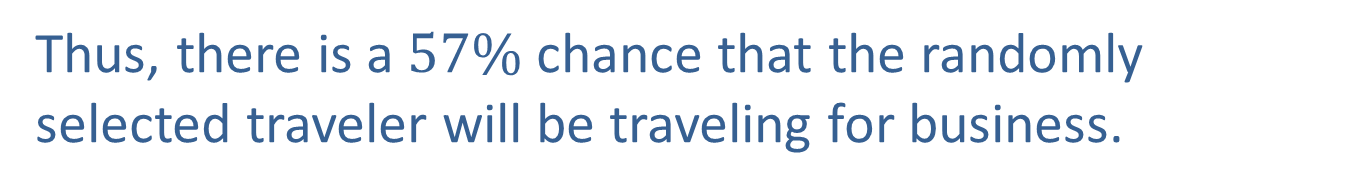 Thus, there is a 57% chance that the randomly
selected traveler will be traveling for business.